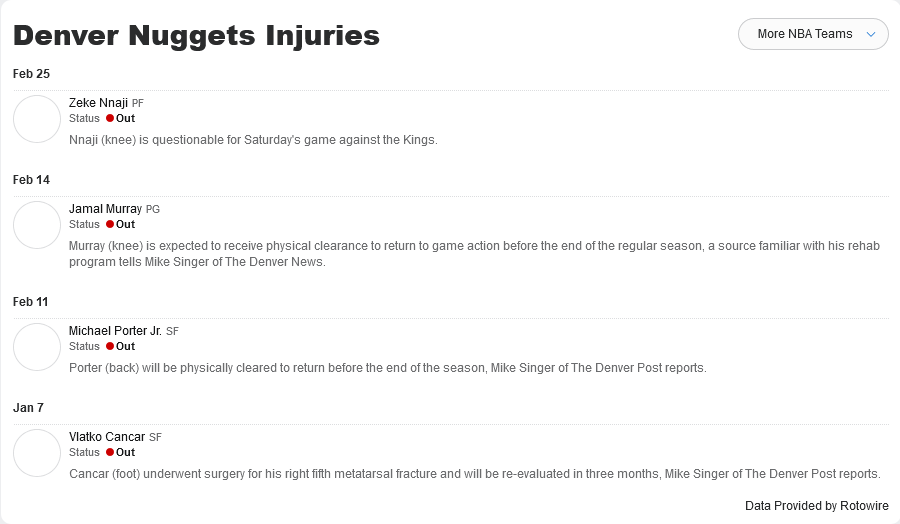 Denver Nuggets Injuries
More NBA Teams
Feb 25
Zeke Nnaji PF
Status Out
Nnaji (knee) is questionable for Saturday's game against the Kings.
Feb 14
Jamal Murray PG
Status Out
Murray (knee) is expected to receive physical clearance to return to game action before the end of the regular season, a source familiar with his rehab
program tells Mike Singer of The Denver News.
Feb 11
Michael Porter Jr. SF
Status Out
Porter (back) will be physically cleared to return before the end of the season, Mike Singer of The Denver Post reports.
Jan 7
Vlatko Cancar SF
Status Out
Cancar (foot) underwent surgery for his right fifth metatarsal fracture and will be re-evaluated in three months, Mike Singer of The Denver Post reports.
Data Provided by Rotowire